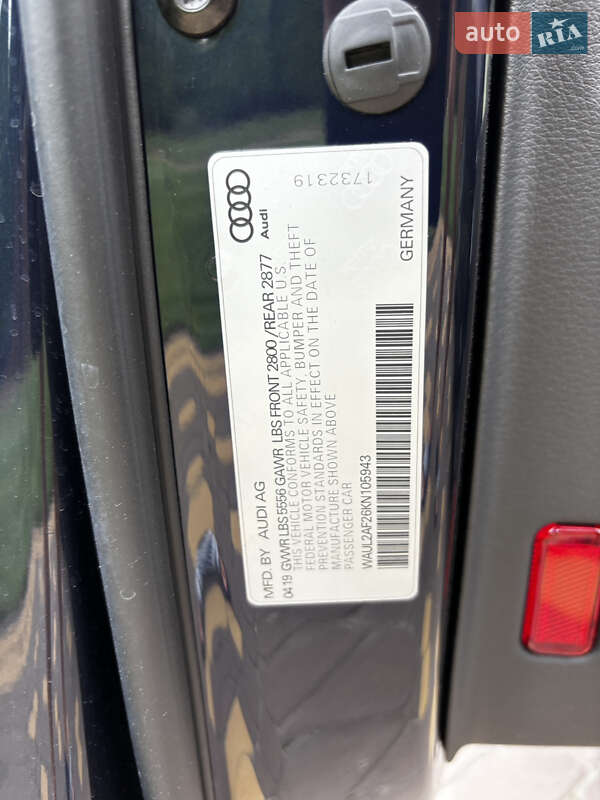 auto RIA.com
1732319
Audi
MFD. BY AUDI AG GERMANY
0419 GVWR LBS 5556 GAWR LBS FRONT 2800 /REAR 2877
THIS VEHICLE CONFORMS TO ALL APPLICABLE U.S.
FEDERAL MOTOR VEHICLE SAFETY, BUMPER AND THEFT
PREVENTION STANDARDS IN EFFECT ON THE DATE OF
MANUFACTURE SHOWN ABOVE
PASSENGER CAR
WAUL2AF26KN105943